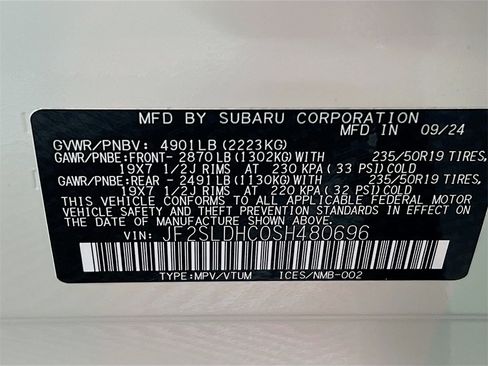 MFD BY SUBARU CORPORATION
MFD IN 09/24
GVWR/PNBV: 4901LB (2223KG)
GAWR/PNBE:FRONT- 2870LB (1302KG) WITH 235/50R19 TIRES,
19X7 1/2J RIMS AT 230 KPA (33 PSI) COLD
GAWR/PNBE:REAR - 2491LB (1130KG) WITH 235/50R19 TIRES,
19X7 1/2J RIMS AT 220 KPA (32 PSI) COLD
THIS VEHICLE CONFORMS TO ALL APPLICABLE FEDERAL MOTOR
VEHICLE SAFETY AND THEFT PREVENTION STANDARDS IN EFFECT ON
THE DATE OF MANUFACTURE SHOWN ABOVE.
VIN: JF2SLDHC0SH480696
TYPE:MPV/VTUM ICES/NMB-002